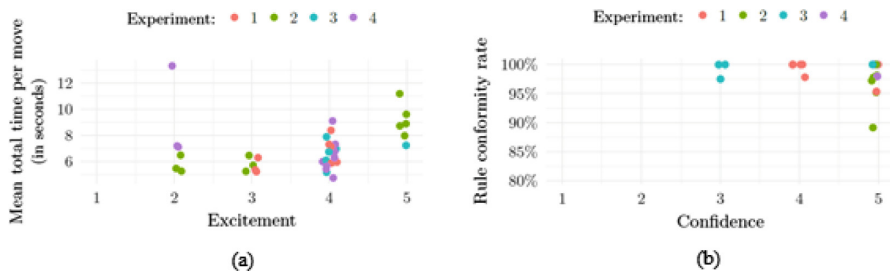 Experiment: 1 2 3 4
Mean total time per move
(in seconds)
12
10
8
6
1 2 3 4 5
Excitement
(a)
Experiment: 1 2 3 4
Rule conformity rate
100%
95%
90%
85%
80%
1 2 3 4 5
Confidence
(b)